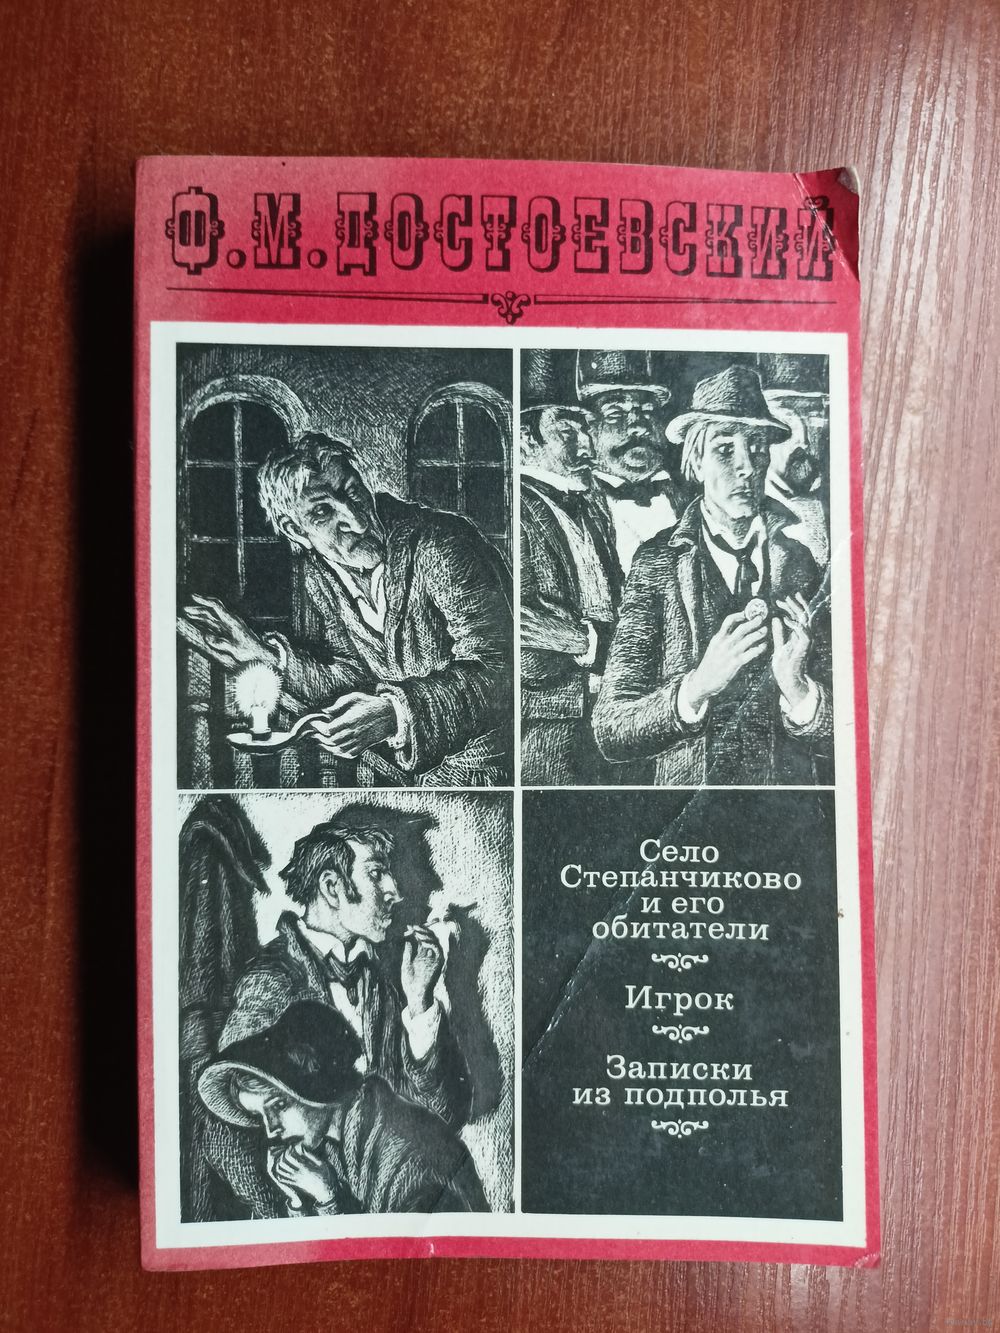 Ф.М.ДОСТОЕВСКИЙ
Село
Степанчиково
и его
обитатели
Игрок
Записки
из подполья